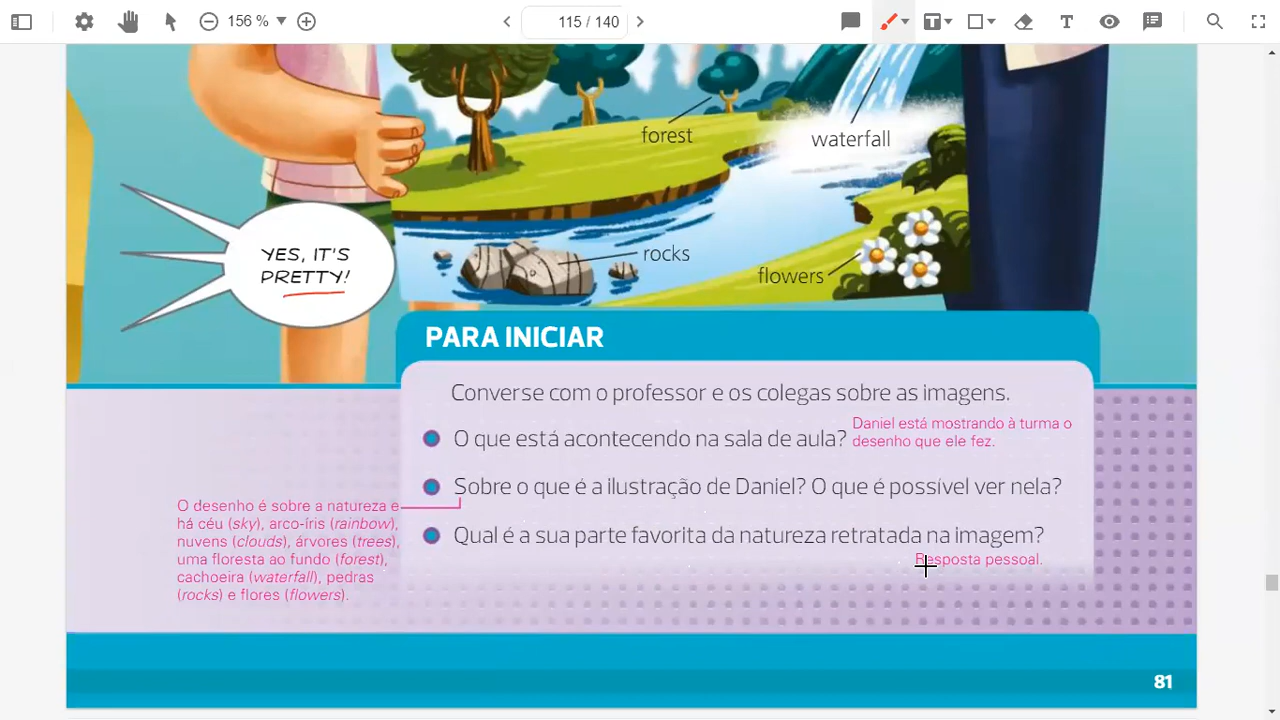 156 %
115 / 140
forest
waterfall
YES, IT'S
PRETTY!
rocks
flowers
PARA INICIAR
Converse com o professor e os colegas sobre as imagens.
O que está acontecendo na sala de aula?
Daniel está mostrando à turma o
desenho que ele fez.
Sobre o que é a ilustração de Daniel? O que é possível ver nela?
O desenho é sobre a natureza e
há céu (sky), arco-íris (rainbow),
nuvens (clouds), árvores (trees),
uma floresta ao fundo (forest),
cachoeira (waterfall), pedras
(rocks) e flores (flowers).
Qual é a sua parte favorita da natureza retratada na imagem?
Resposta pessoal.
81